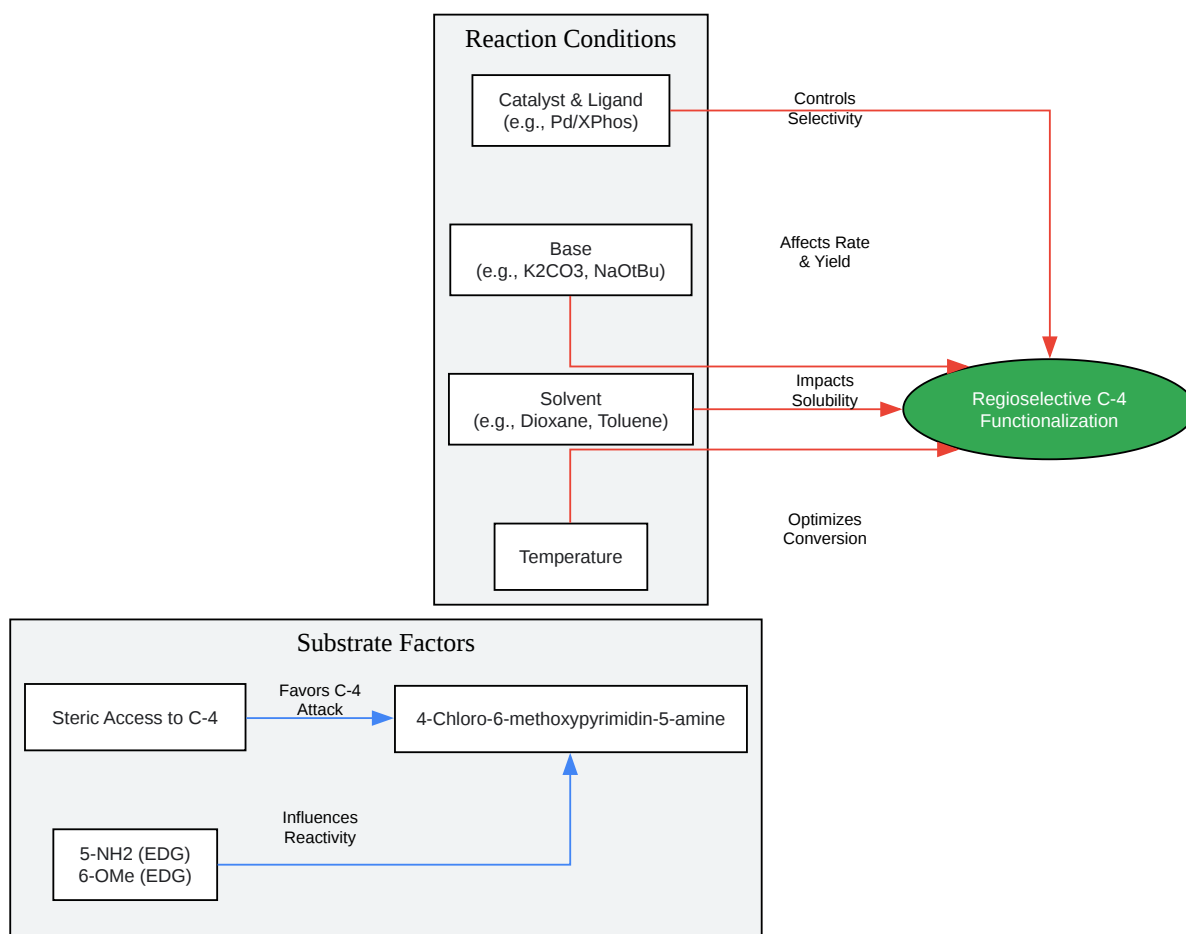 Reaction Conditions
Catalyst & Ligand
(e.g., Pd/XPhos)
Controls
Selectivity
Base
(e.g., K2CO3, NaOtBu)
Affects Rate
& Yield
Solvent
(e.g., Dioxane, Toluene)
Impacts
Solubility
Regioselective C-4
Functionalization
Temperature
Optimizes
Conversion
Substrate Factors
Steric Access to C-4
Favors C-4
Attack
4-Chloro-6-methoxypyrimidin-5-amine
Influences
Reactivity
5-NH2 (EDG)
6-OMe (EDG)